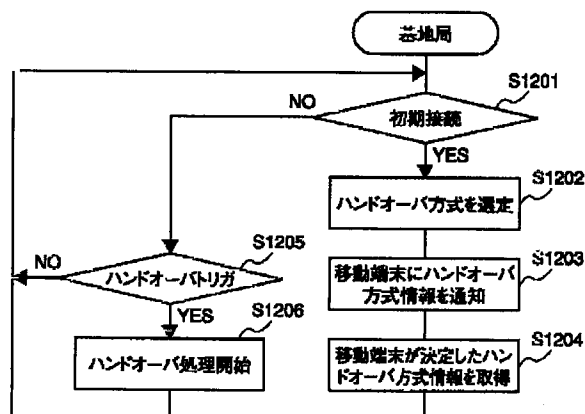 基地局
S1201
初期接続
NO
YES
S1202
ハンドオーバ方式を選定
S1203
移動端末にハンドオーバ
方式情報を通知
S1204
移動端末が決定したハン
ドオーバ方式情報を取得
S1205
ハンドオーバトリガ
NO
YES
S1206
ハンドオーバ処理開始